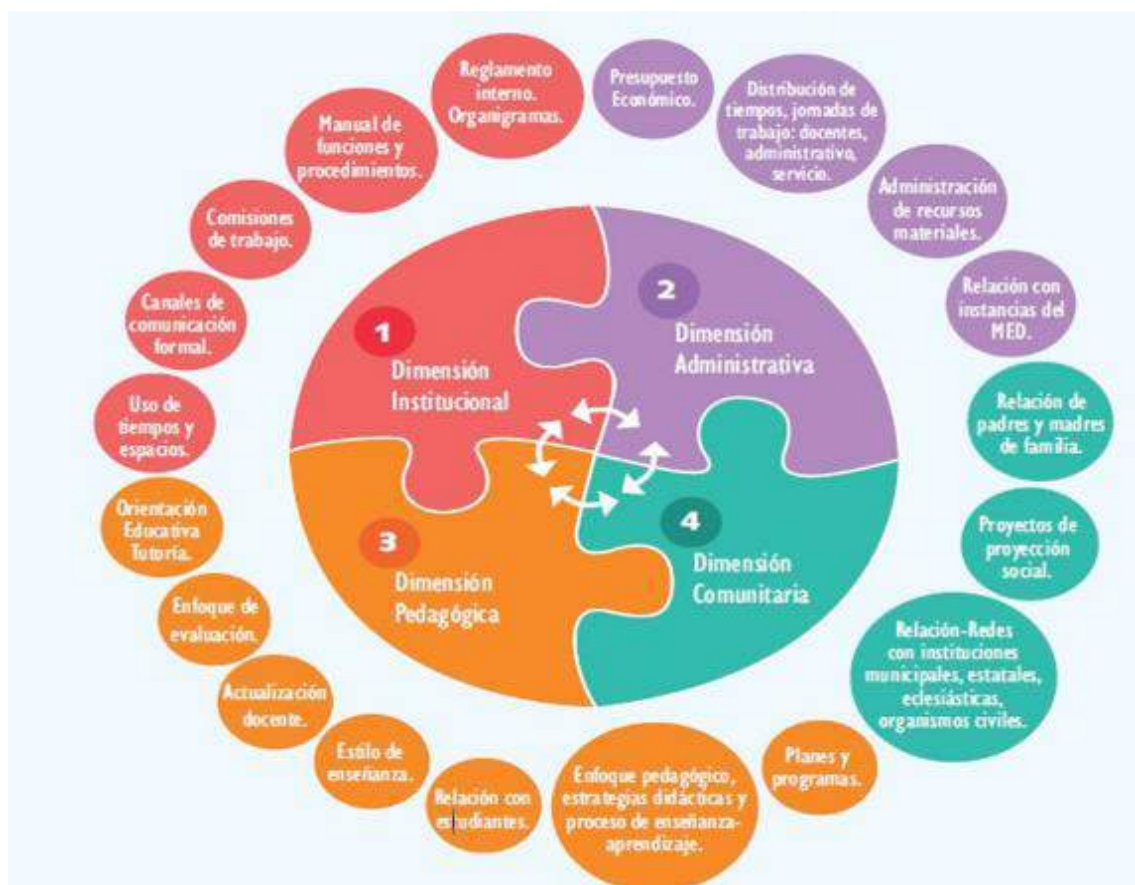 Reglamento
interno.
Organigramas.
Presupuesto
Económico.
Distribución de
tiempos, jornadas de
trabajo: docentes,
administrativo,
servicio.
Manual de
funciones y
procedimientos.
Administración
de recursos
materiales.
Comisiones
de trabajo.
Relación con
instancias del
MED.
Canales de
comunicación
formal.
Relación de
padres y madres
de familia.
Uso de
tiempos y
espacios.
Proyectos de
proyección
social.
Orientación
Educativa
Tutoría.
Relación-Redes
con instituciones
municipales, estatales,
eclesiásticas,
organismos civiles.
Enfoque de
evaluación.
Actualización
docente.
Planes y
programas.
Estilo de
enseñanza.
Enfoque pedagógico,
estrategias didácticas y
proceso de enseñanza-
aprendizaje.
Relación con
estudiantes.
1
Dimensión
Institucional
2
Dimensión
Administrativa
3
Dimensión
Pedagógica
4
Dimensión
Comunitaria